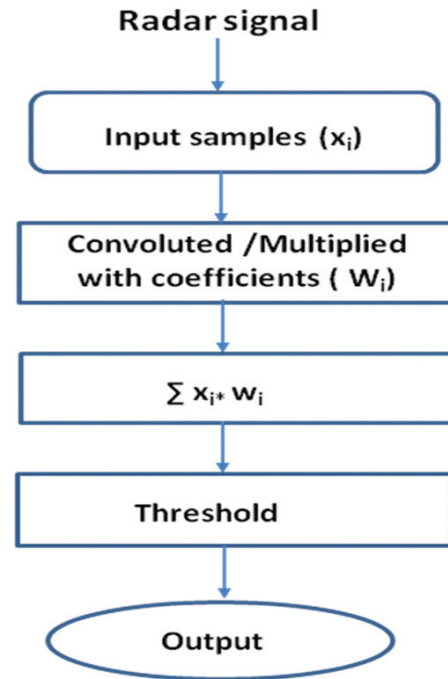 Radar signal
Input samples (xᵢ)
Convoluted /Multiplied
with coefficients ( Wᵢ)
∑ xᵢ* wᵢ
Threshold
Output